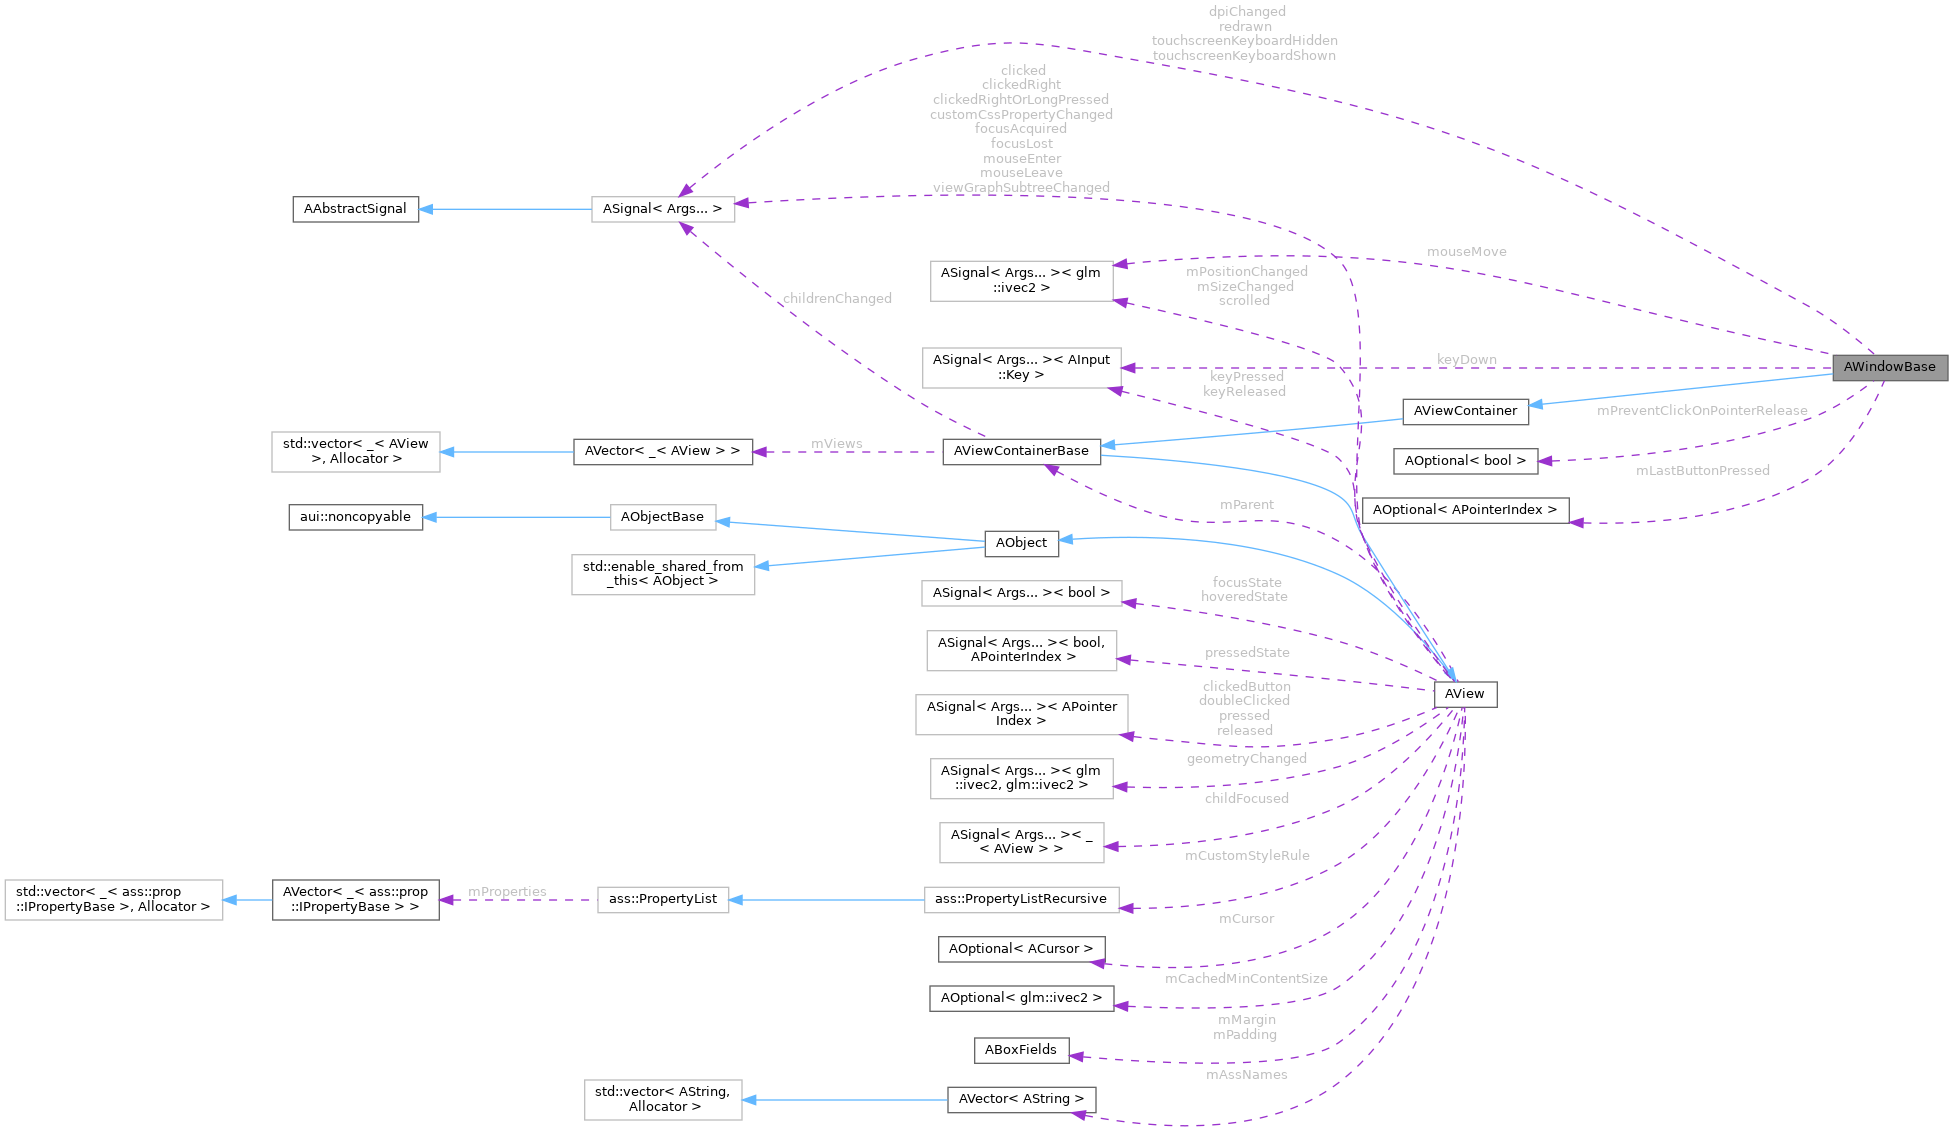 dpiChanged
redrawn
touchscreenKeyboardHidden
touchscreenKeyboardShown
clicked
clickedRight
clickedRightOrLongPressed
customCssPropertyChanged
focusAcquired
focusLost
mouseEnter
mouseLeave
viewGraphSubtreeChanged
AAbstractSignal
ASignal< Args... >
mouseMove
ASignal< Args... >< glm
::ivec2 >
mPositionChanged
mSizeChanged
scrolled
childrenChanged
ASignal< Args... >< AInput
::Key >
keyDown
AWindowBase
keyPressed
keyReleased
AViewContainer
mPreventClickOnPointerRelease
std::vector< _< AView
>, Allocator >
AVector< _< AView > >
mViews
AViewContainerBase
AOptional< bool >
mLastButtonPressed
aui::noncopyable
AObjectBase
mParent
AOptional< APointerIndex >
AObject
std::enable_shared_from
_this< AObject >
focusState
hoveredState
ASignal< Args... >< bool >
ASignal< Args... >< bool,
APointerIndex >
pressedState
AView
ASignal< Args... >< APointer
Index >
clickedButton
doubleClicked
pressed
released
ASignal< Args... >< glm
::ivec2, glm::ivec2 >
geometryChanged
childFocused
ASignal< Args... >< _
< AView > >
mCustomStyleRule
std::vector< _< ass::prop
::IPropertyBase >, Allocator >
AVector< _< ass::prop
::IPropertyBase > >
mProperties
ass::PropertyList
ass::PropertyListRecursive
mCursor
AOptional< ACursor >
mCachedMinContentSize
AOptional< glm::ivec2 >
mMargin
mPadding
ABoxFields
mAssNames
std::vector< AString,
Allocator >
AVector< AString >